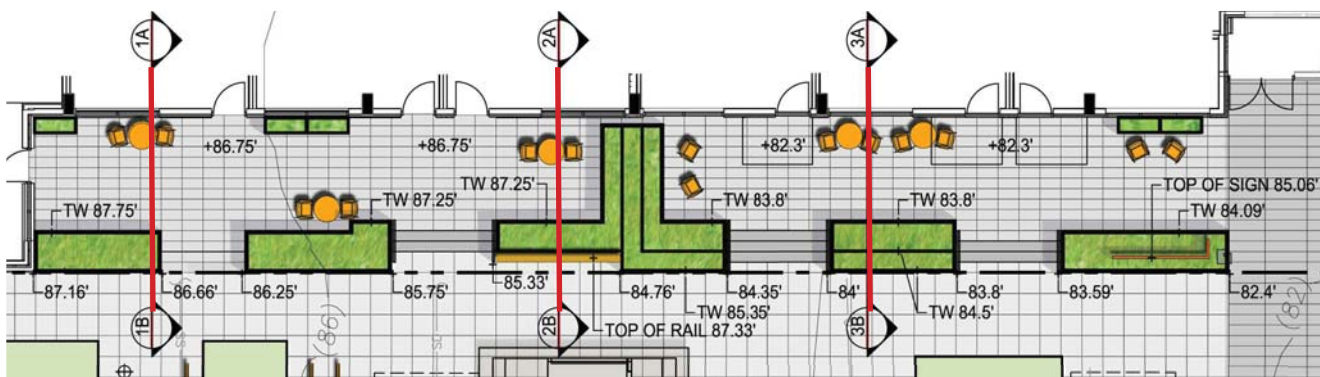 1A
2A
3A
+86.75'
+86.75'
+82.3'
+82.3'
TW 87.75'
TW 87.25'
TW 87.25'
TW 83.8'
TW 83.8'
TOP OF SIGN 85.06'
TW 84.09'
87.16'
86.66'
86.25'
85.75'
85.33'
84.76'
84.35'
84'
83.8'
83.59'
82.4'
TW 85.35'
TW 84.5'
TOP OF RAIL 87.33'
1B
2B
3B
(86)
(82)
SD